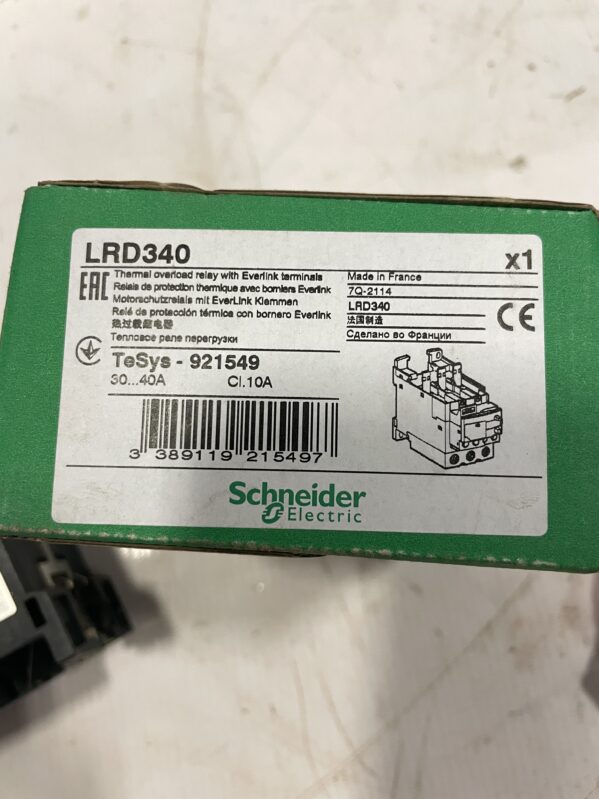 LRD340
x1
EAC
Thermal overload relay with Everlink terminals
Relais de protection thermique avec borniers Everlink
Motorschutzrelais mit EverLink Klemmen
Relé de protección térmica con bornero Everlink
热过载继电器
Тепловое реле перегрузки
Made in France
7Q-2114
LRD340
法国制造
Сделано во Франции
CE
TeSys - 921549
30...40A Cl.10A
3 389119 215497
Schneider
Electric